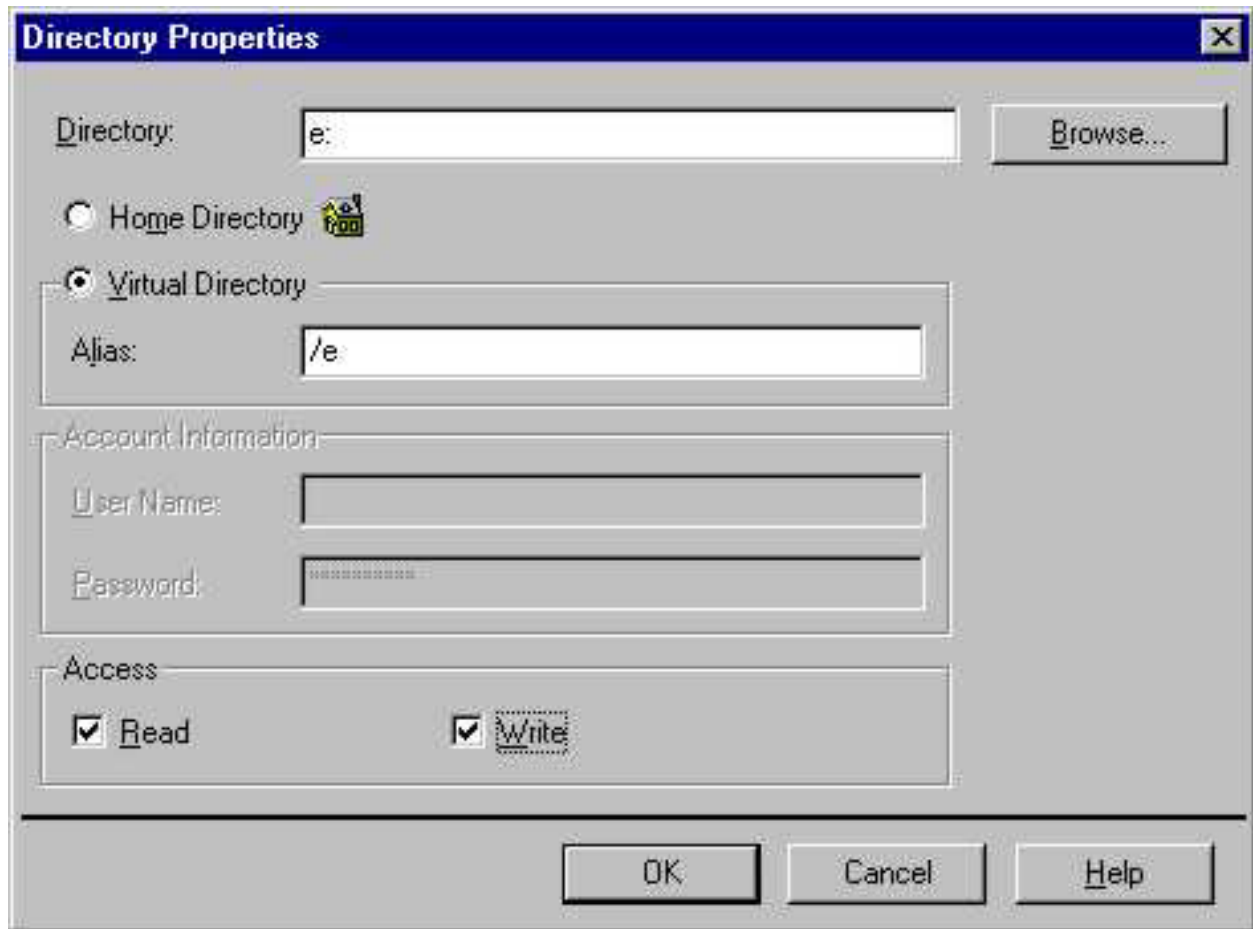 Directory Properties
Directory: e: Browse...
Home Directory
Virtual Directory
Alias: /e
Account Information
User Name:
Password: **********
Access
Read Write
OK Cancel Help